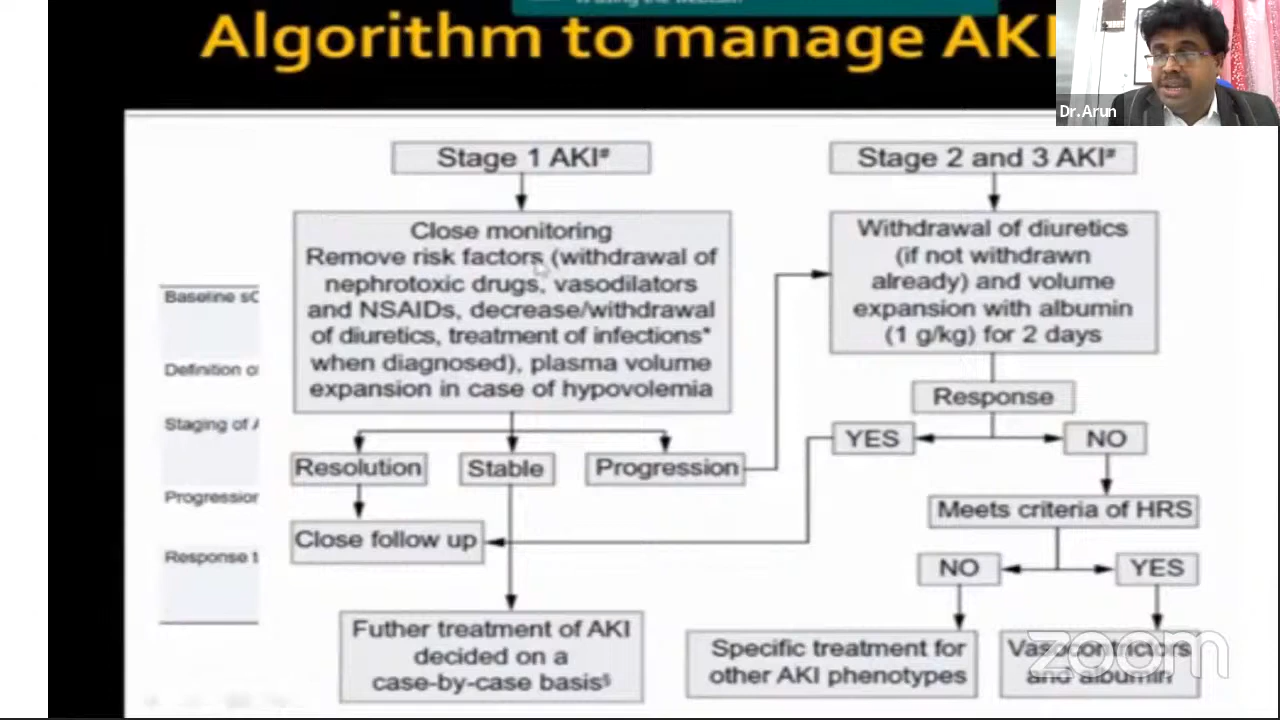 Algorithm to manage AKI
Dr.Arun
Stage 1 AKI#
Stage 2 and 3 AKI#
Close monitoring
Remove risk factors (withdrawal of
nephrotoxic drugs, vasodilators
and NSAIDs, decrease/withdrawal
of diuretics, treatment of infections*
when diagnosed), plasma volume
expansion in case of hypovolemia
Withdrawal of diuretics
(if not withdrawn
already) and volume
expansion with albumin
(1 g/kg) for 2 days
Baseline sC
Definition o
Staging of A
Progression
Response t
Response
YES
NO
Resolution
Stable
Progression
Meets criteria of HRS
Close follow up
NO
YES
Futher treatment of AKI
decided on a
case-by-case basis§
Specific treatment for
other AKI phenotypes
Vasocontrictors
and albumin
zoom